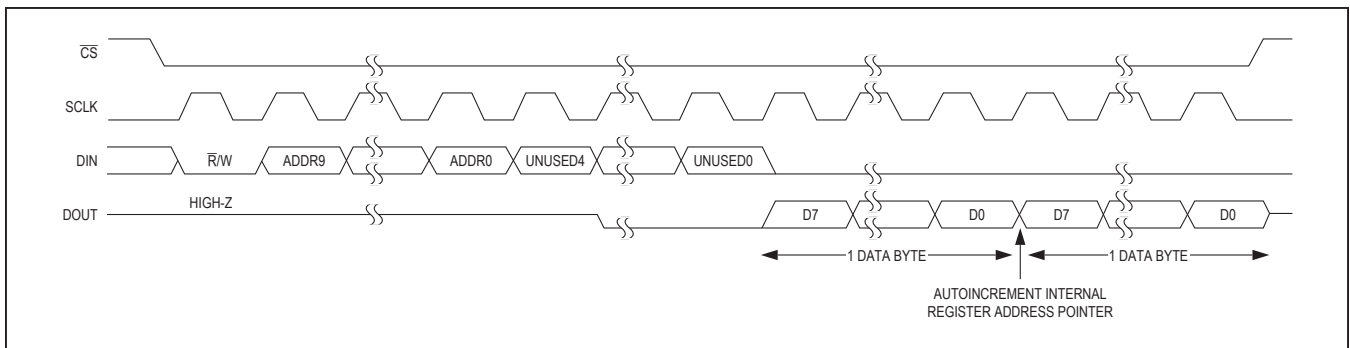 CS
SCLK
DIN R/W ADDR9 ADDR0 UNUSED4 UNUSED0
HIGH-Z
DOUT D7 D0 D7 D0
1 DATA BYTE 1 DATA BYTE
AUTOINCREMENT INTERNAL
REGISTER ADDRESS POINTER